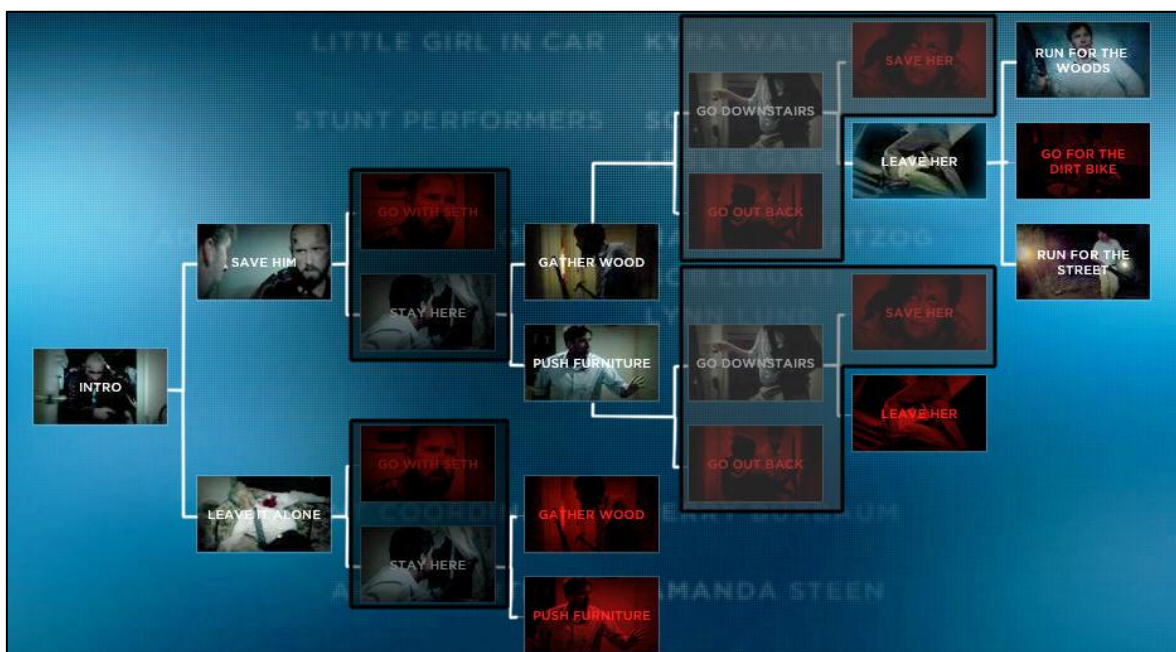 LITTLE GIRL IN CAR KYRA
SAVE HER
RUN FOR THE
WOODS
GO DOWNSTAIRS
STUNT PERFORMERS
LESLIE
LEAVE HER
GO FOR THE
DIRT BIKE
GO WITH SETH
GO OUT BACK
SAVE HIM
GATHER WOOD
RUN FOR THE
STREET
STAY HERE
LYNN
SAVE HER
INTRO
PUSH FURNITURE
GO DOWNSTAIRS
LEAVE HER
GO WITH SETH
GO OUT BACK
LEAVE IT ALONE
GATHER WOOD
STAY HERE
AMANDA STEEN
PUSH FURNITURE